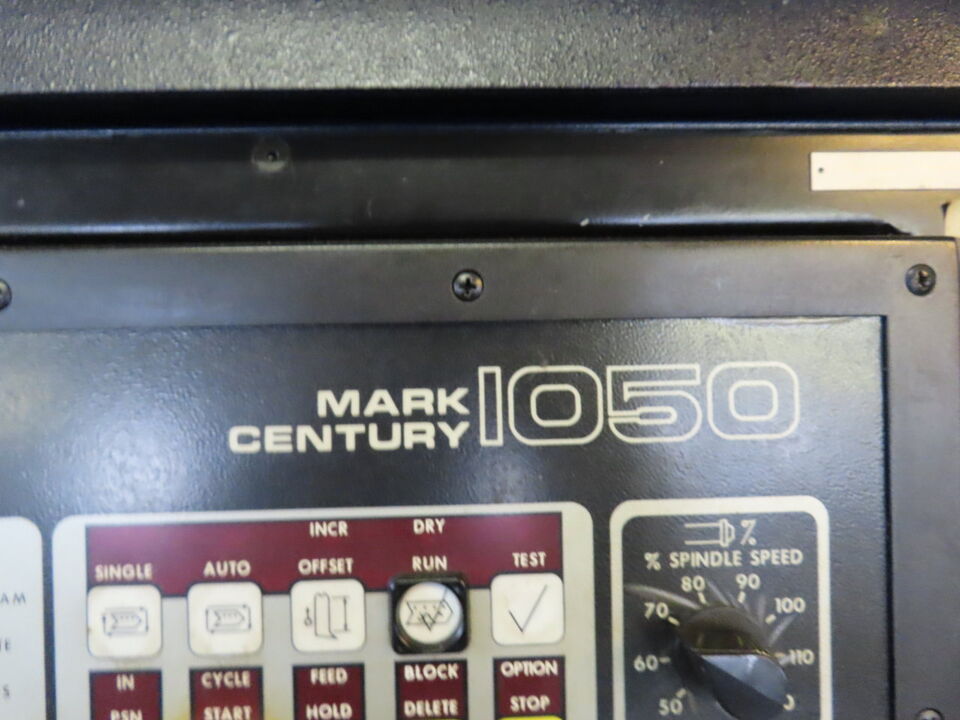 MARK
CENTURY 1050
INCR DRY
SINGLE AUTO OFFSET RUN TEST
%
% SPINDLE SPEED
80 90
70 100
60 110
50
IN CYCLE FEED BLOCK OPTION
PSN START HOLD DELETE STOP